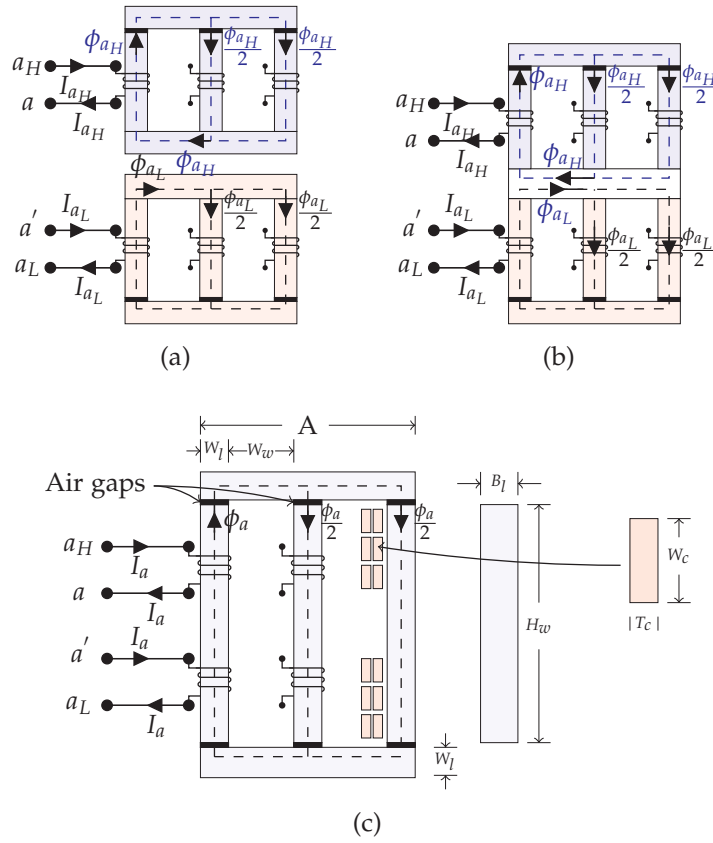 ϕ_{a_H} ϕ_{a_H}/2 ϕ_{a_H}/2
a_H
I_{a_H}
a
I_{a_H}
ϕ_{a_H}
ϕ_{a_L}
ϕ_{a_L}/2 ϕ_{a_L}/2
I_{a_L}
a′
a_L
I_{a_L}
(a)
ϕ_{a_H} ϕ_{a_H}/2 ϕ_{a_H}/2
a_H
I_{a_H}
a
I_{a_H}
ϕ_{a_H}
ϕ_{a_L}
I_{a_L}
a′
ϕ_{a_L}/2 ϕ_{a_L}/2
a_L
I_{a_L}
(b)
A
W_l W_w
Air gaps
ϕ_a ϕ_a/2 ϕ_a/2
a_H
I_a
a
I_a
a′
I_a
a_L
I_a
W_l
B_l
H_w
W_c
T_c
(c)